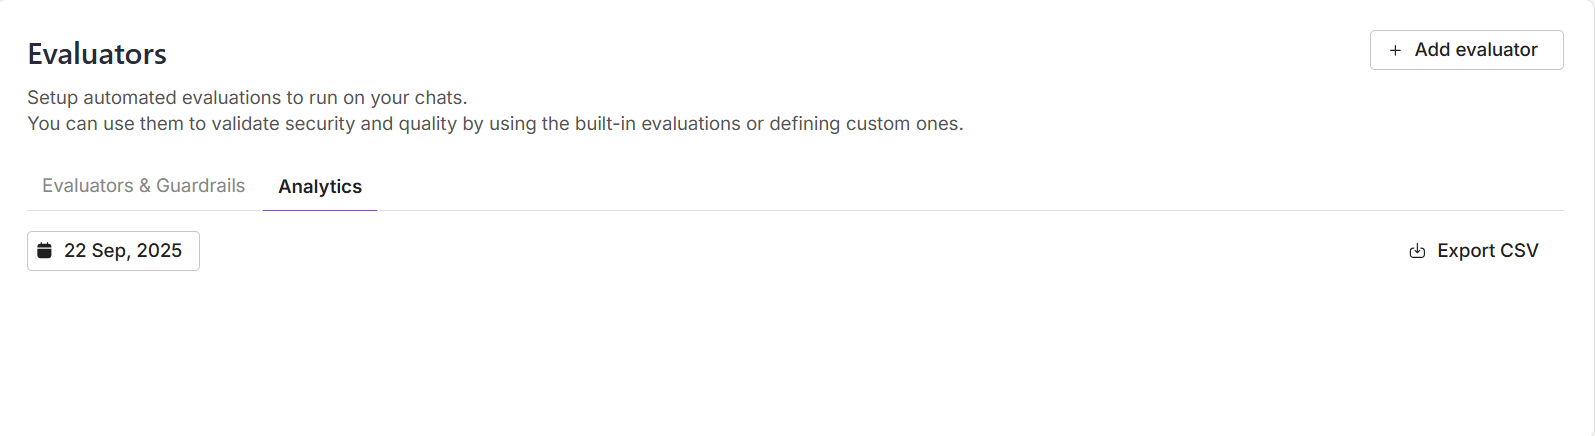 Evaluators
+ Add evaluator
Setup automated evaluations to run on your chats.
You can use them to validate security and quality by using the built-in evaluations or defining custom ones.
Evaluators & Guardrails Analytics
22 Sep, 2025 Export CSV